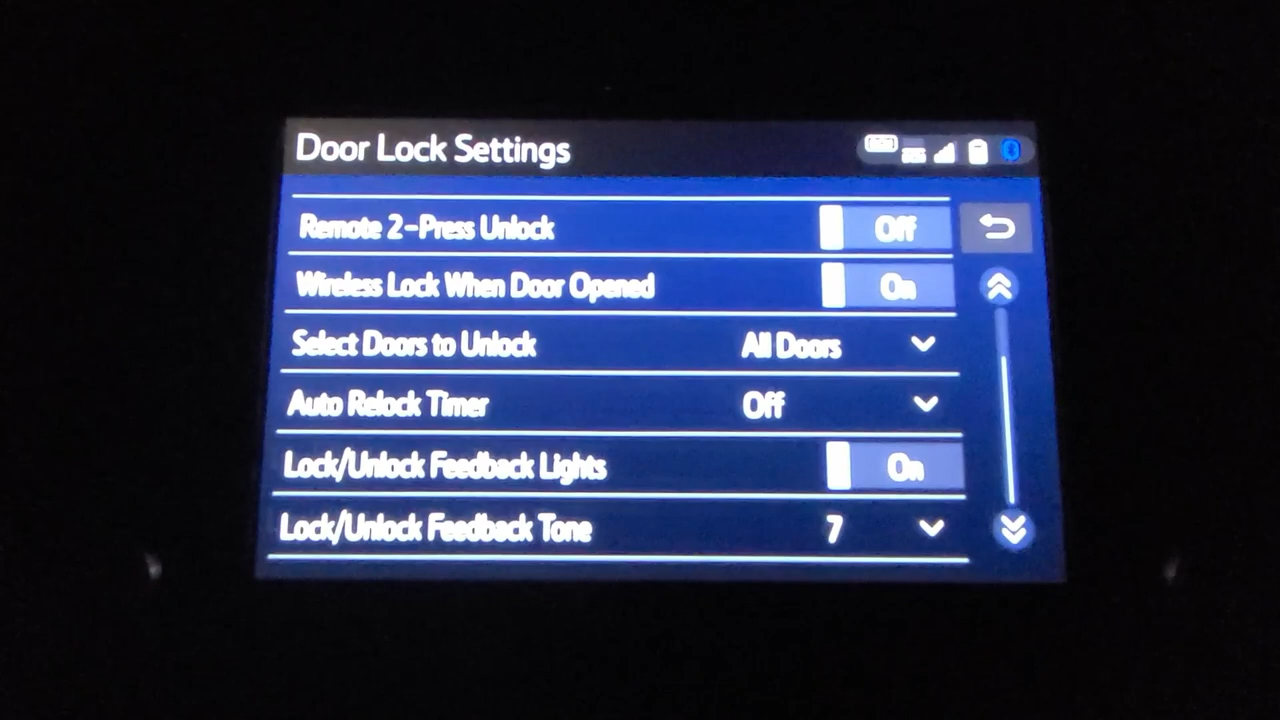 Door Lock Settings
Remote 2-Press Unlock Off
Wireless Lock When Door Opened On
Select Doors to Unlock All Doors
Auto Relock Timer Off
Lock/Unlock Feedback Lights On
Lock/Unlock Feedback Tone 7